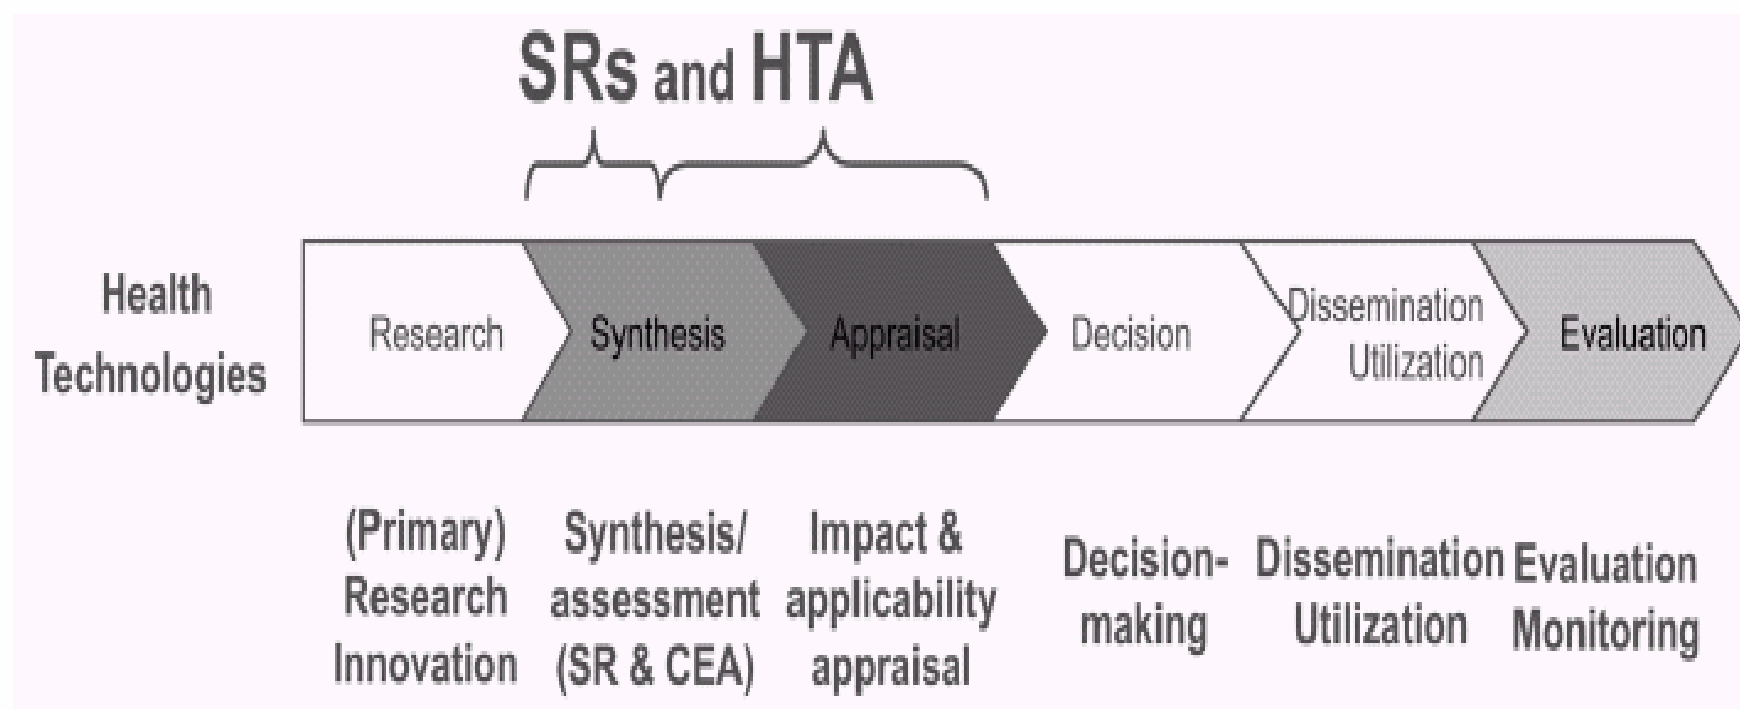 SRs and HTA
Health
Technologies
Research
Synthesis
Appraisal
Decision
Dissemination
Utilization
Evaluation
(Primary)
Research
Innovation
Synthesis/
assessment
(SR & CEA)
Impact &
applicability
appraisal
Decision-
making
Dissemination
Utilization
Evaluation
Monitoring